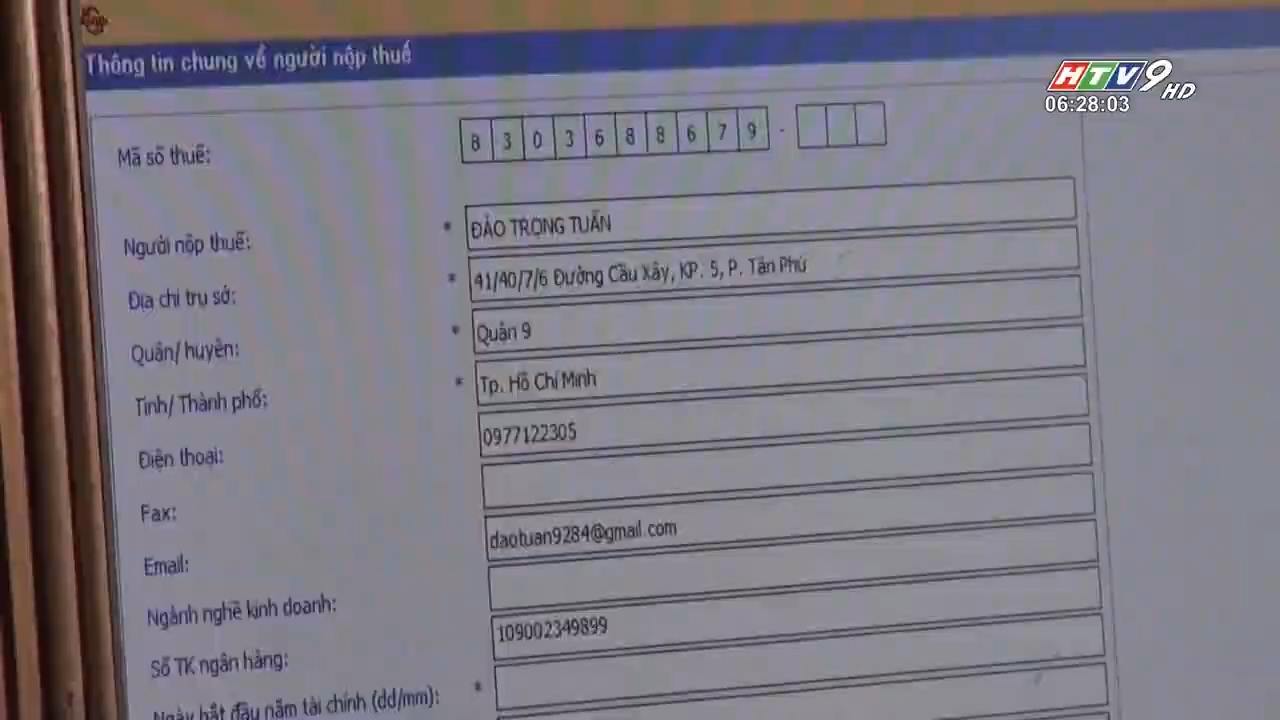 Thông tin chung về người nộp thuế
HTV9 HD
06:28:03
Mã số thuế: 8 3 0 3 6 8 8 6 7 9 -
Người nộp thuế: * ĐÀO TRỌNG TUẤN
Địa chỉ trụ sở: * 41/40/7/6 Đường Cầu Xây, KP. 5, P. Tân Phú
Quận/ huyện: * Quận 9
Tỉnh/ Thành phố: * Tp. Hồ Chí Minh
Điện thoại: 0977122305
Fax:
Email: daotuan9284@gmail.com
Ngành nghề kinh doanh:
Số TK ngân hàng: 109002349899
Ngày bắt đầu năm tài chính (dd/mm): *